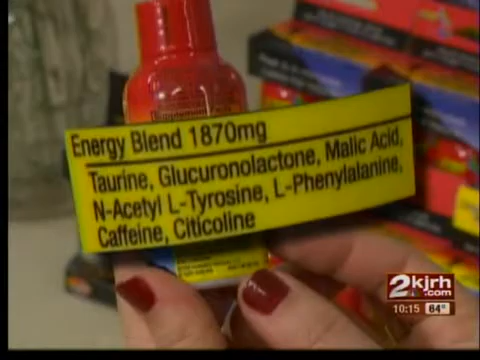 Energy Blend 1870mg
Taurine, Glucuronolactone, Malic Acid,
N-Acetyl L-Tyrosine, L-Phenylalanine,
Caffeine, Citicoline
2kjrh
.com
10:15 84°